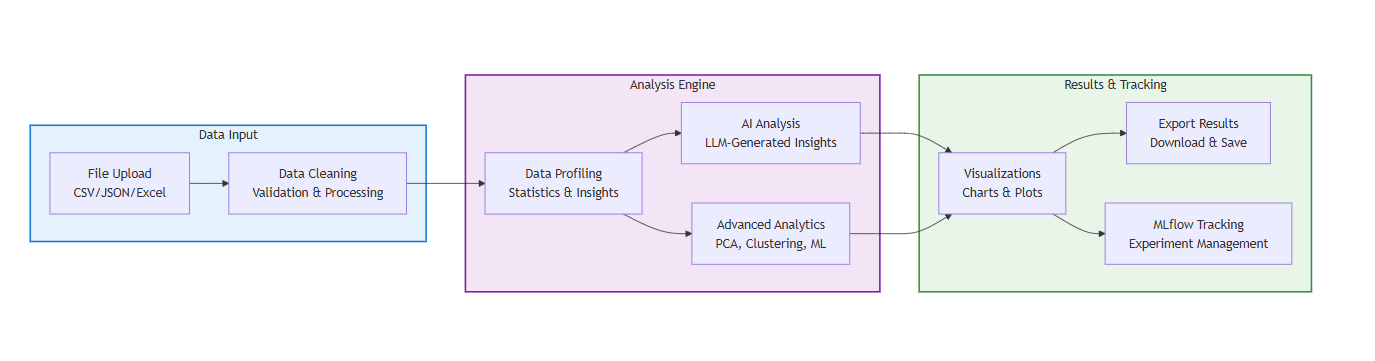 Data Input
File Upload
CSV/JSON/Excel
Data Cleaning
Validation & Processing
Analysis Engine
Data Profiling
Statistics & Insights
AI Analysis
LLM-Generated Insights
Advanced Analytics
PCA, Clustering, ML
Results & Tracking
Visualizations
Charts & Plots
Export Results
Download & Save
MLflow Tracking
Experiment Management